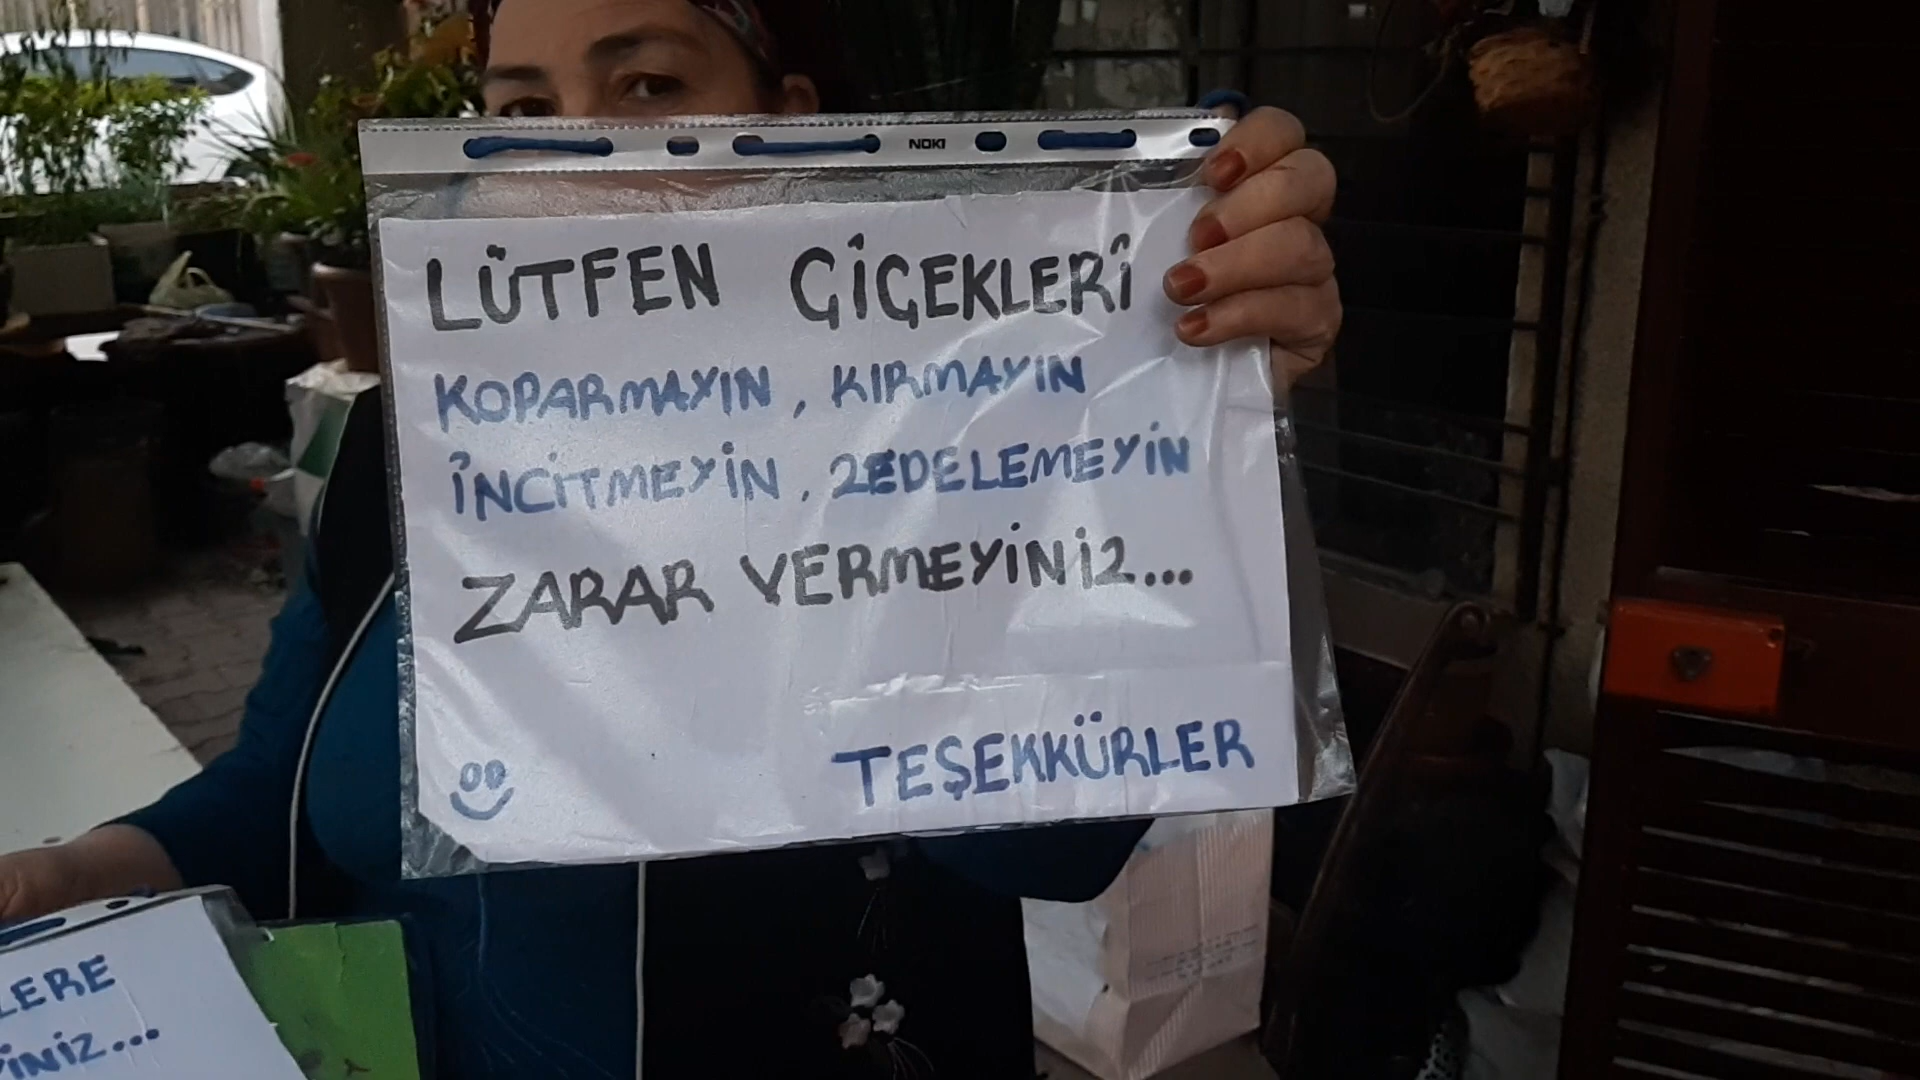 NOKI
LÜTFEN ÇİÇEKLERİ
KOPARMAYIN, KIRMAYIN
İNCİTMEYİN, ZEDELEMEYİN
ZARAR VERMEYİNİZ...
TEŞEKKÜRLER
LERE
YİNİZ...